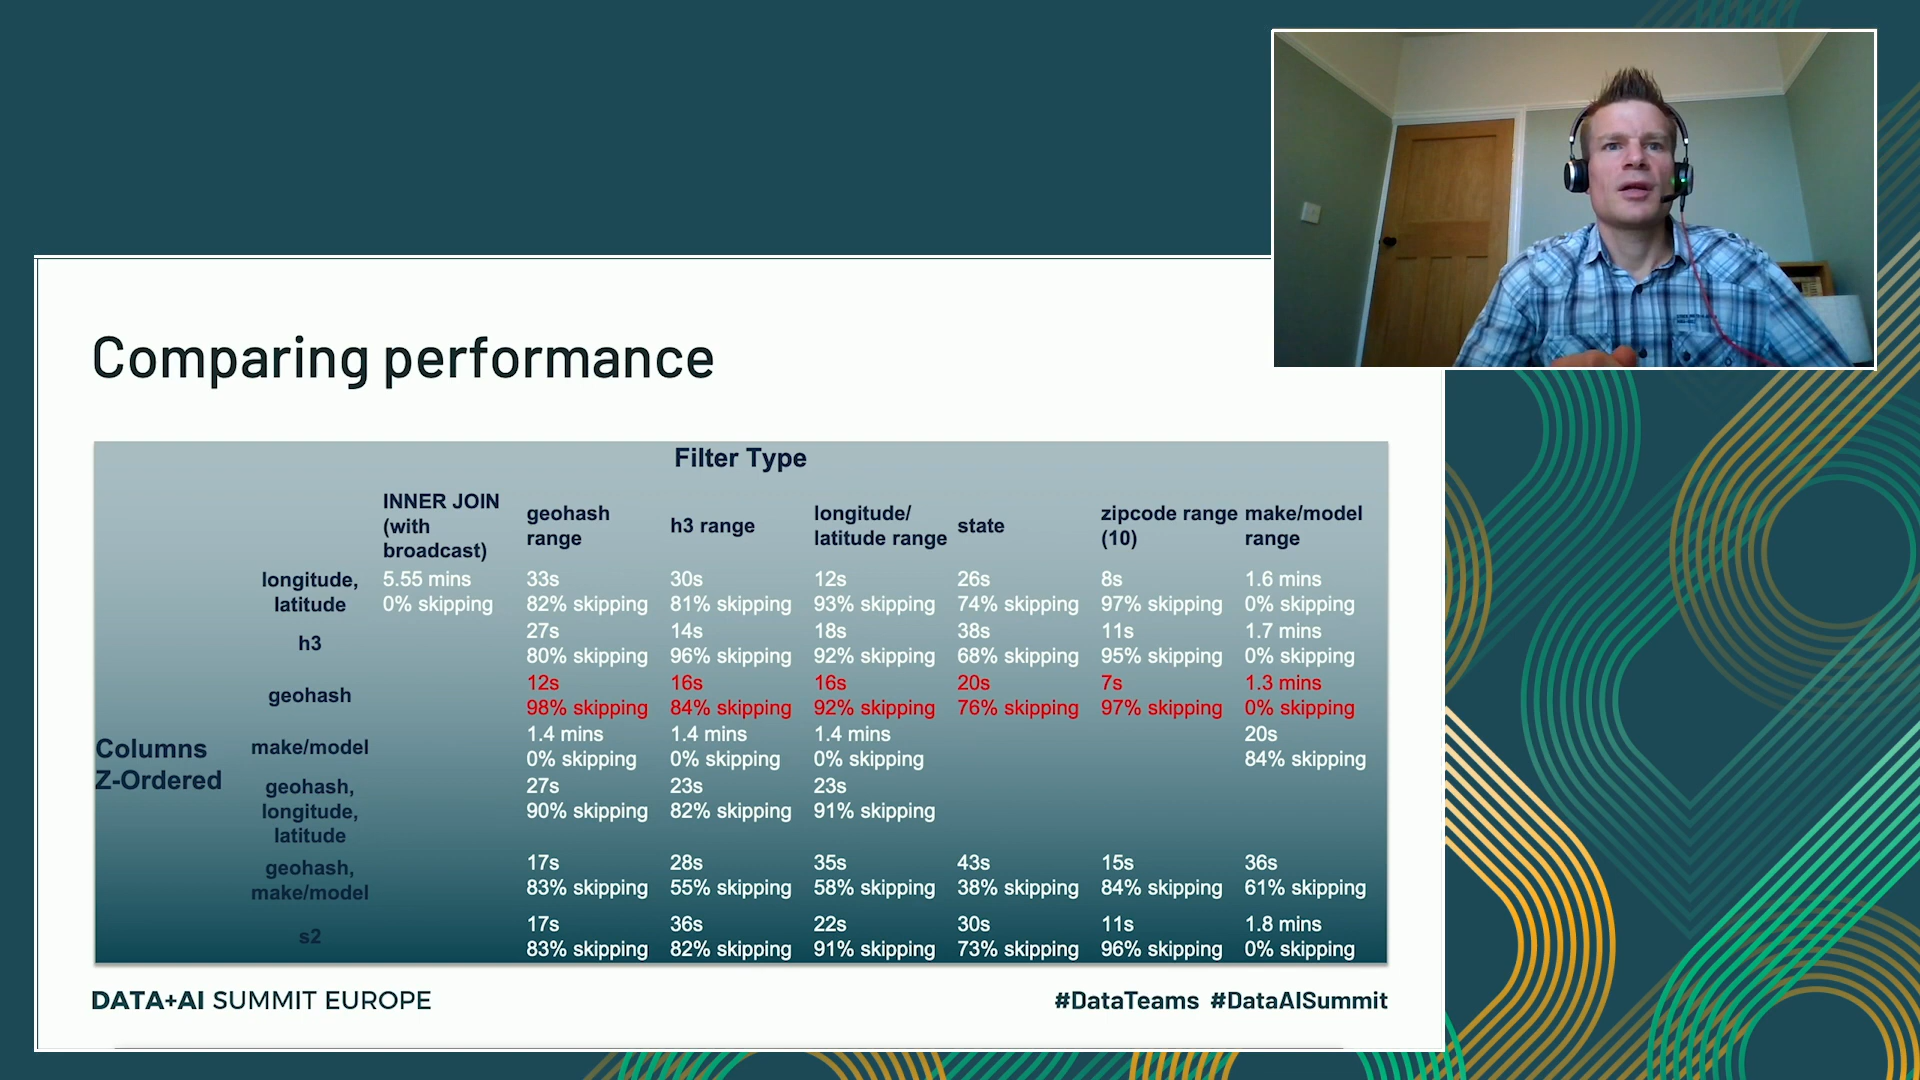 Comparing performance
Filter Type
INNER JOIN (with broadcast) geohash range h3 range longitude/ latitude range state zipcode range (10) make/model range
longitude, latitude 5.55 mins 0% skipping 33s 82% skipping 30s 81% skipping 12s 93% skipping 26s 74% skipping 8s 97% skipping 1.6 mins 0% skipping
h3 27s 80% skipping 14s 96% skipping 18s 92% skipping 38s 68% skipping 11s 95% skipping 1.7 mins 0% skipping
geohash 12s 98% skipping 16s 84% skipping 16s 92% skipping 20s 76% skipping 7s 97% skipping 1.3 mins 0% skipping
Columns Z-Ordered
make/model 1.4 mins 0% skipping 1.4 mins 0% skipping 1.4 mins 0% skipping 20s 84% skipping
geohash, longitude, latitude 27s 90% skipping 23s 82% skipping 23s 91% skipping
geohash, make/model 17s 83% skipping 28s 55% skipping 35s 58% skipping 43s 38% skipping 15s 84% skipping 36s 61% skipping
s2 17s 83% skipping 36s 82% skipping 22s 91% skipping 30s 73% skipping 11s 96% skipping 1.8 mins 0% skipping
DATA+AI SUMMIT EUROPE
#DataTeams #DataAISummit